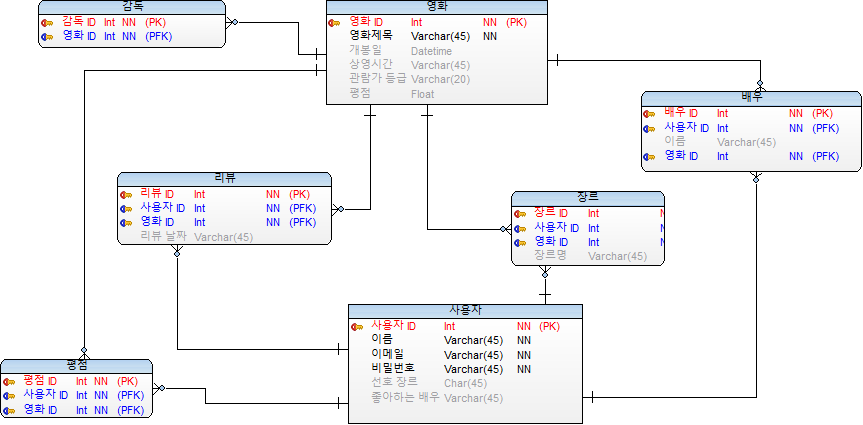 감독
감독 ID Int NN (PK)
영화 ID Int NN (PFK)
영화
영화 ID Int NN (PK)
영화제목 Varchar(45) NN
개봉일 Datetime
상영시간 Varchar(45)
관람가 등급 Varchar(20)
평점 Float
배우
배우 ID Int NN (PK)
사용자 ID Int NN (PFK)
이름 Varchar(45)
영화 ID Int NN (PFK)
리뷰
리뷰 ID Int NN (PK)
사용자 ID Int NN (PFK)
영화 ID Int NN (PFK)
리뷰 날짜 Varchar(45)
장르
장르 ID Int
사용자 ID Int
영화 ID Int
장르명 Varchar(45)
사용자
사용자 ID Int NN (PK)
이름 Varchar(45) NN
이메일 Varchar(45) NN
비밀번호 Varchar(45) NN
선호 장르 Char(45)
좋아하는 배우 Varchar(45)
평점
평점 ID Int NN (PK)
사용자 ID Int NN (PFK)
영화 ID Int NN (PFK)